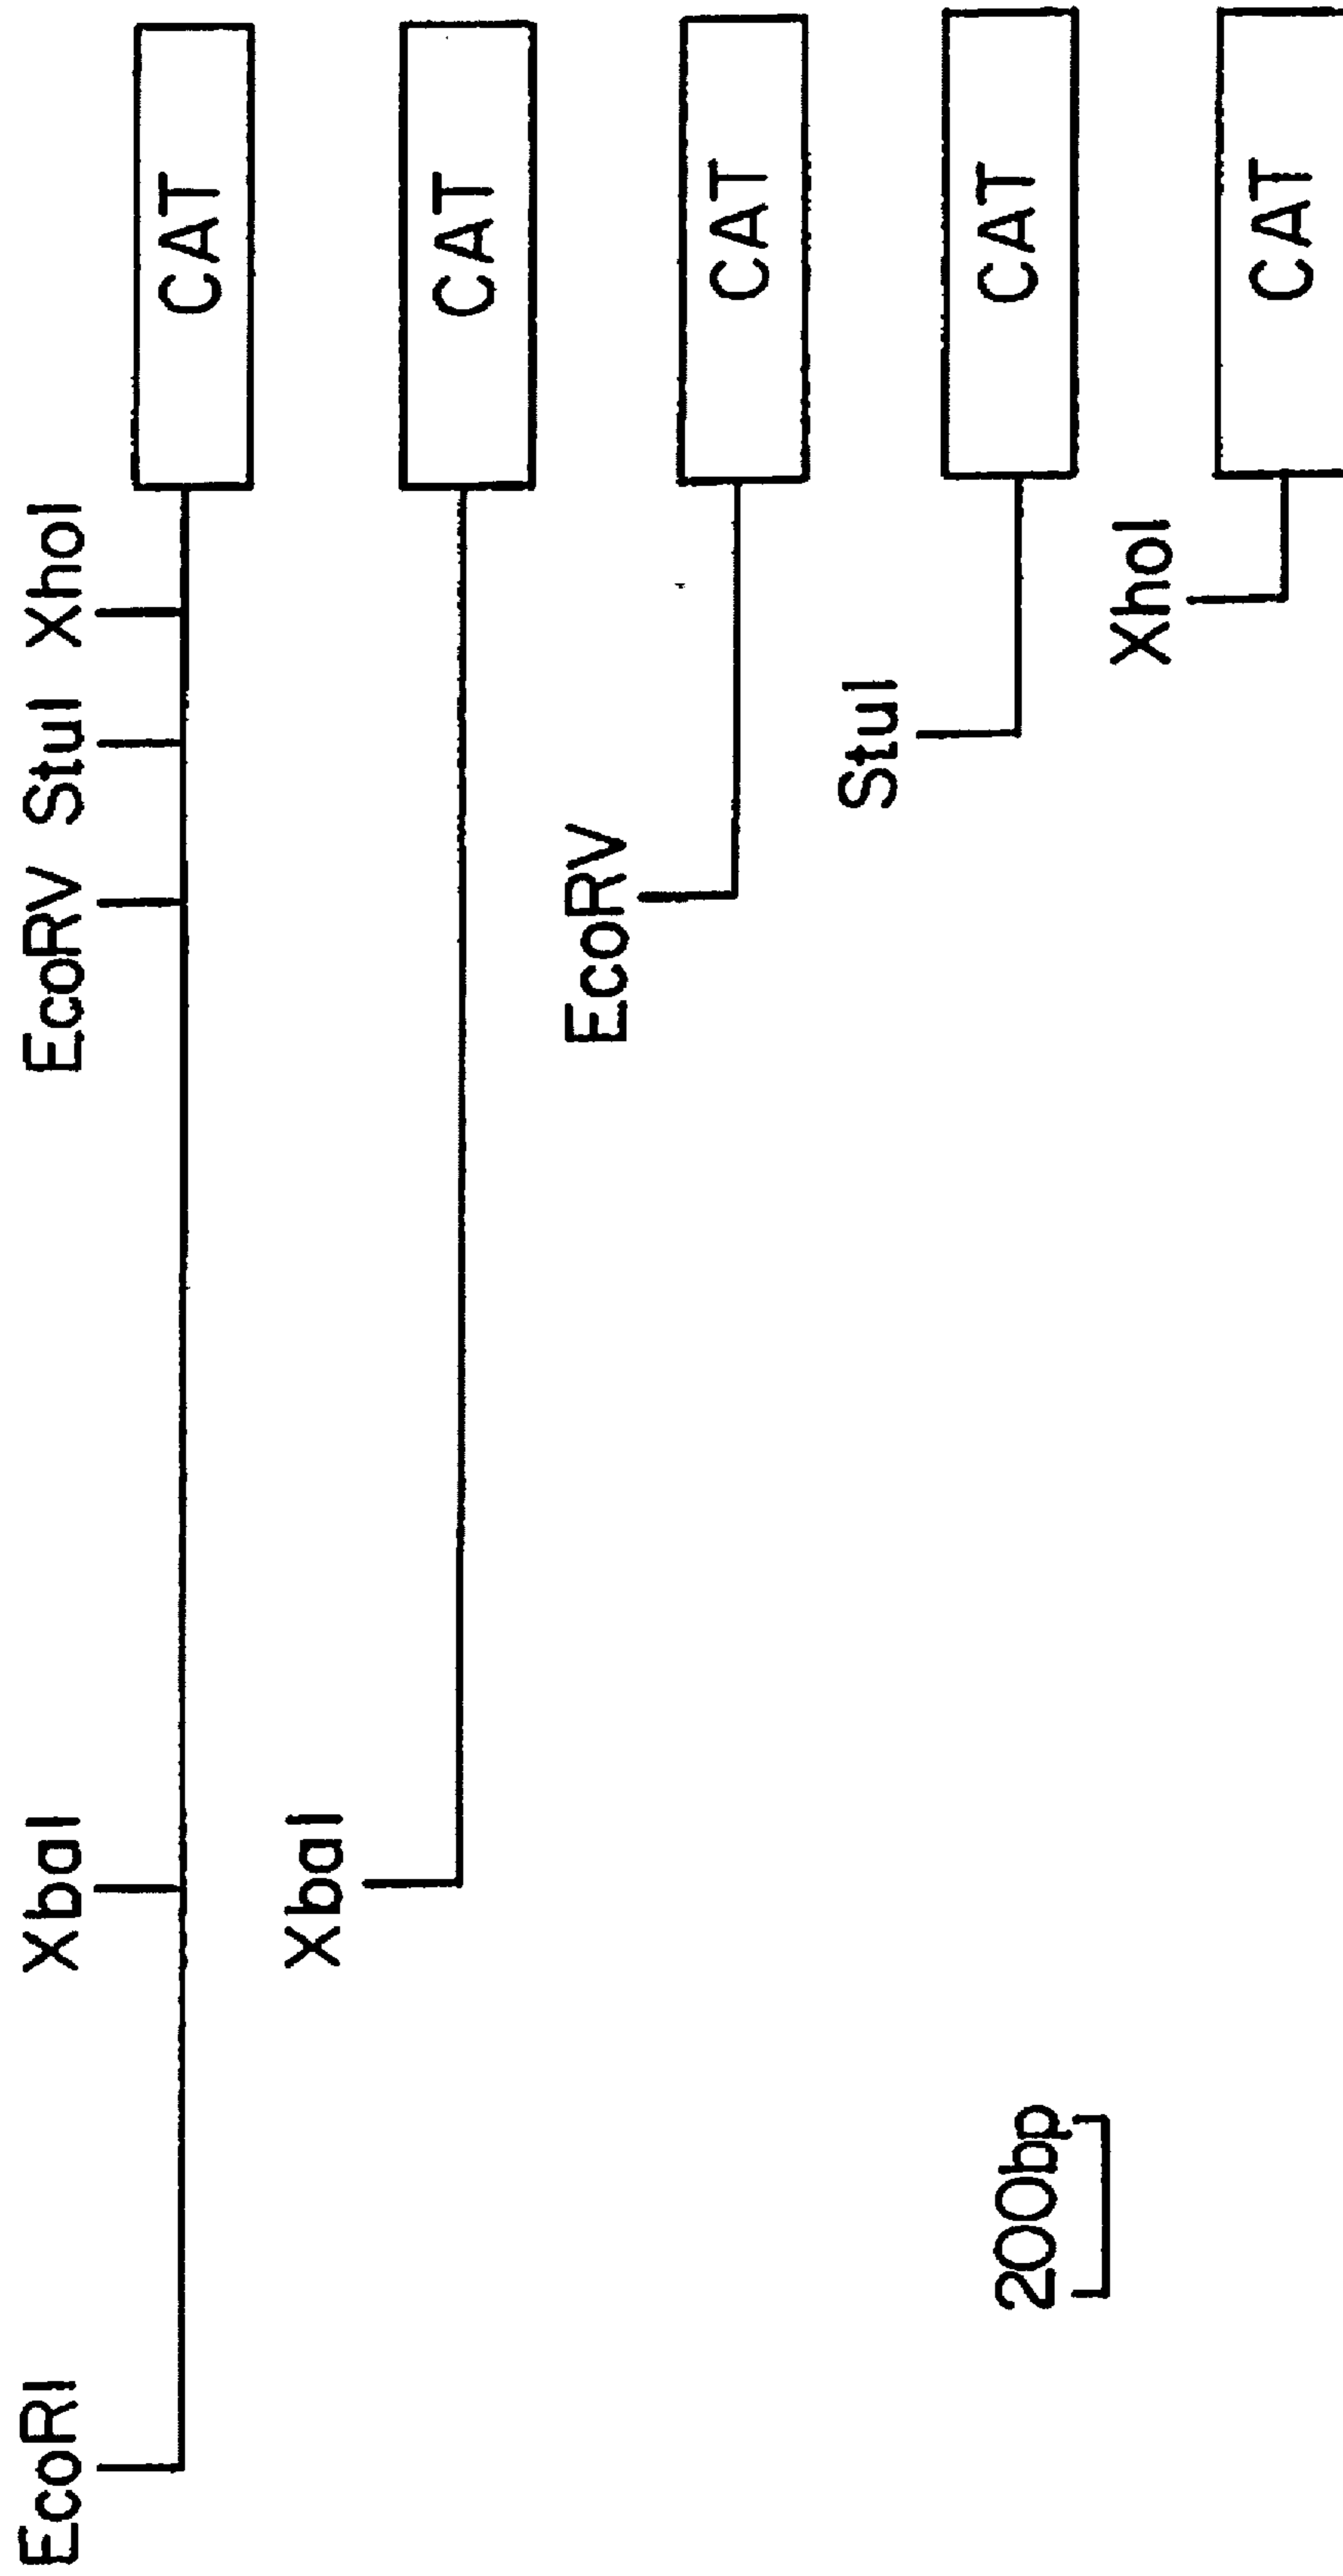 EcoRI XbaI EcoRV StuI XhoI
CAT
XbaI
CAT
EcoRV
CAT
StuI
CAT
200bp
XhoI
CAT